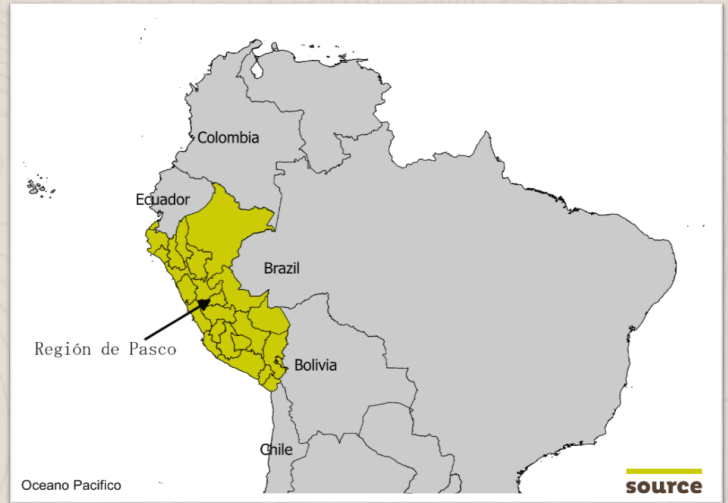 Colombia
Ecuador
Brazil
Región de Pasco
Bolivia
Chile
Oceano Pacifico
source